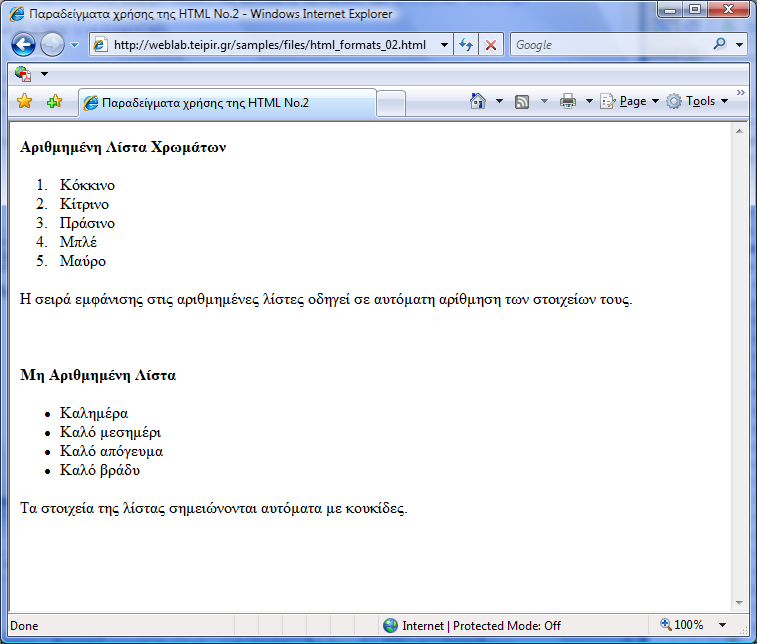 Παραδείγματα χρήσης της HTML No.2 - Windows Internet Explorer
http://weblab.teipir.gr/samples/files/html_formats_02.html
Google
Παραδείγματα χρήσης της HTML No.2
Page
Tools
Αριθμημένη Λίστα Χρωμάτων
1. Κόκκινο
2. Κίτρινο
3. Πράσινο
4. Μπλέ
5. Μαύρο
Η σειρά εμφάνισης στις αριθμημένες λίστες οδηγεί σε αυτόματη αρίθμηση των στοιχείων τους.
Μη Αριθμημένη Λίστα
• Καλημέρα
• Καλό μεσημέρι
• Καλό απόγευμα
• Καλό βράδυ
Τα στοιχεία της λίστας σημειώνονται αυτόματα με κουκίδες.
Done
Internet | Protected Mode: Off
100%